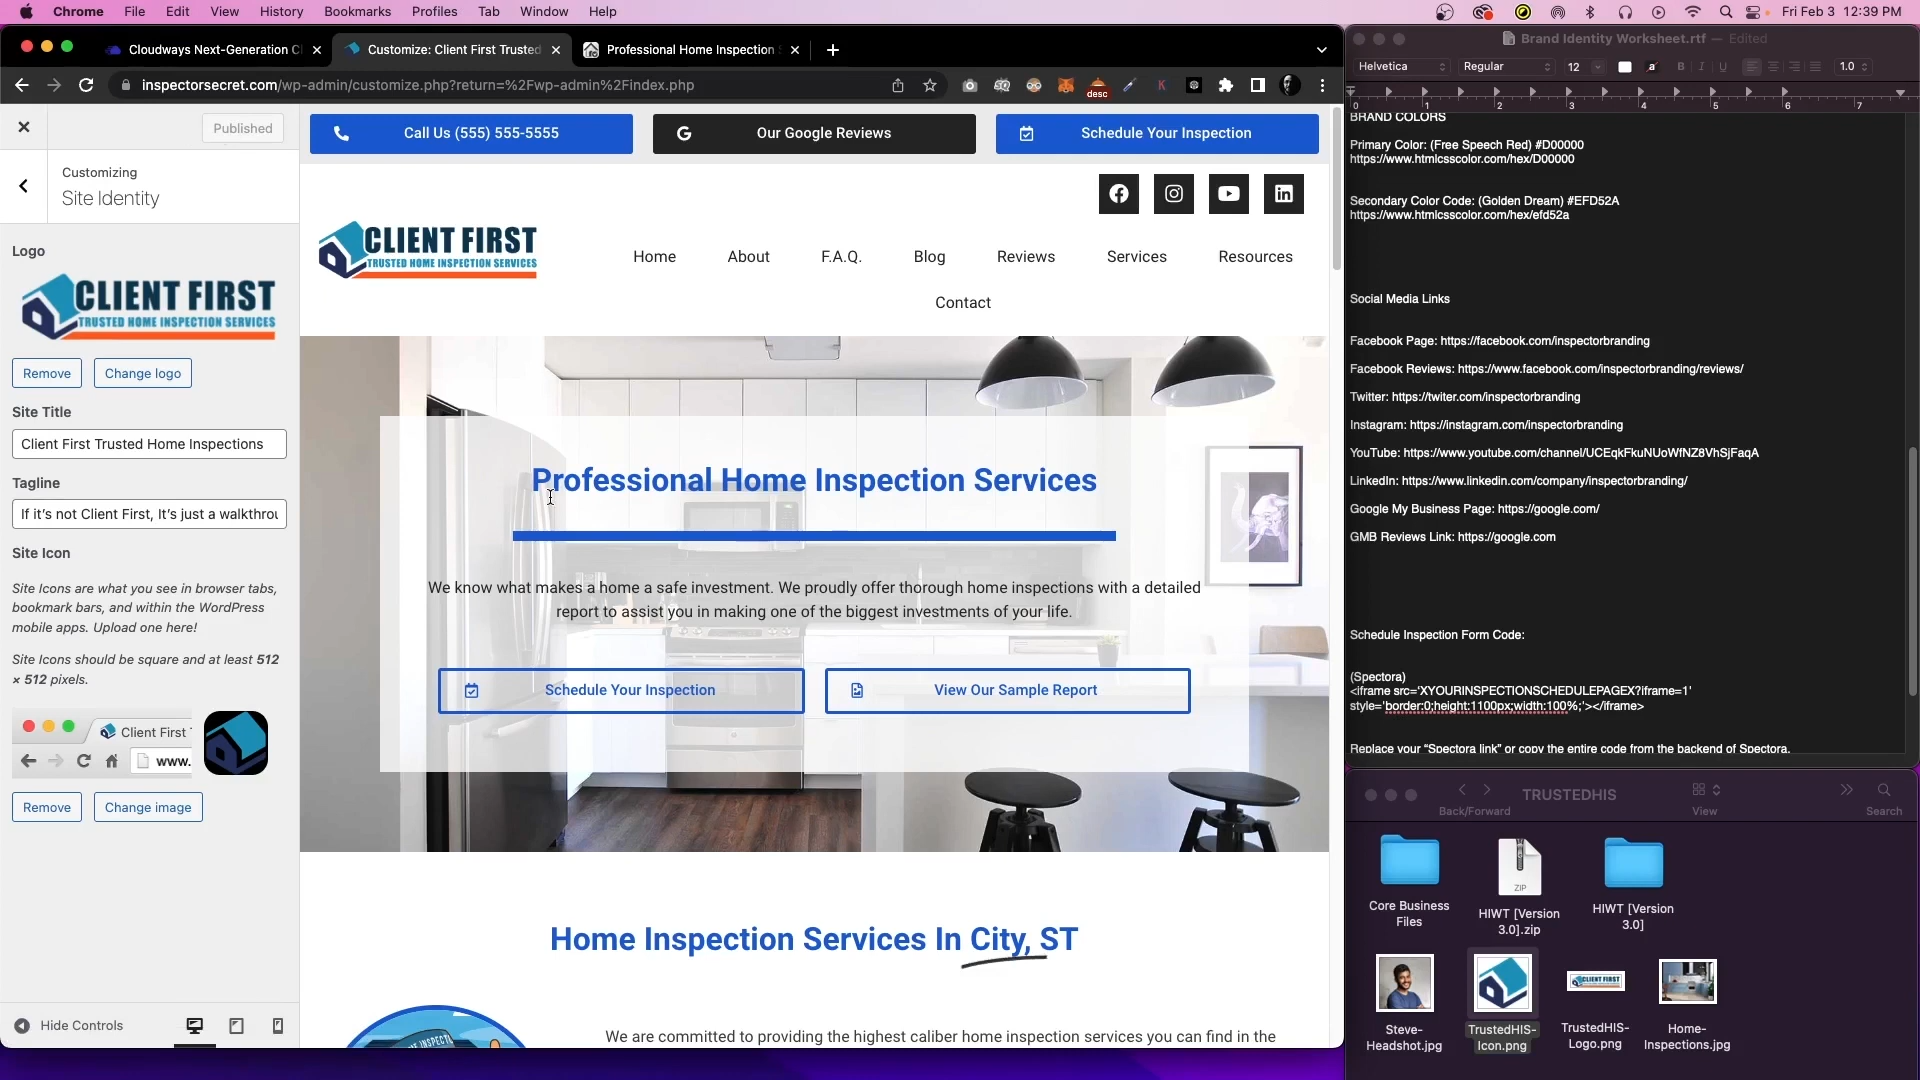 Chrome File Edit View History Bookmarks Profiles Tab Window Help
Fri Feb 3 12:39 PM
Cloudways Next-Generation C
Customize: Client First Trusted
Professional Home Inspection S
inspectorsecret.com/wp-admin/customize.php?return=%2Fwp-admin%2Findex.php
desc
Published
Customizing
Site Identity
Logo
CLIENT FIRST
TRUSTED HOME INSPECTION SERVICES
Remove
Change logo
Site Title
Client First Trusted Home Inspections
Tagline
If it's not Client First, It's just a walkthrou
Site Icon
Site Icons are what you see in browser tabs,
bookmark bars, and within the WordPress
mobile apps. Upload one here!
Site Icons should be square and at least 512
× 512 pixels.
Client First T
www.
Remove
Change image
Hide Controls
Call Us (555) 555-5555
Our Google Reviews
Schedule Your Inspection
CLIENT FIRST
TRUSTED HOME INSPECTION SERVICES
Home
About
F.A.Q.
Blog
Reviews
Services
Resources
Contact
Professional Home Inspection Services
We know what makes a home a safe investment. We proudly offer thorough home inspections with a detailed
report to assist you in making one of the biggest investments of your life.
Schedule Your Inspection
View Our Sample Report
Home Inspection Services In City, ST
We are committed to providing the highest caliber home inspection services you can find in the
Brand Identity Worksheet.rtf — Edited
Helvetica
Regular
12
a
B I U
1.0
0 1 2 3 4 5 6 7
BRAND COLORS
Primary Color: (Free Speech Red) #D00000
https://www.htmlcsscolor.com/hex/D00000
Secondary Color Code: (Golden Dream) #EFD52A
https://www.htmlcsscolor.com/hex/efd52a
Social Media Links
Facebook Page: https://facebook.com/inspectorbranding
Facebook Reviews: https://www.facebook.com/inspectorbranding/reviews/
Twitter: https://twiter.com/inspectorbranding
Instagram: https://instagram.com/inspectorbranding
YouTube: https://www.youtube.com/channel/UCEqkFkuNUoWfNZ8VhSjFaqA
LinkedIn: https://www.linkedin.com/company/inspectorbranding/
Google My Business Page: https://google.com/
GMB Reviews Link: https://google.com
Schedule Inspection Form Code:
(Spectora)
<iframe src='XYOURINSPECTIONSCHEDULEPAGEX?iframe=1'
style='border:0;height:1100px;width:100%;'></iframe>
Replace your “Spectora link” or copy the entire code from the backend of Spectora.
TRUSTEDHIS
Back/Forward
View
Search
Core Business
Files
ZIP
HIWT [Version
3.0].zip
HIWT [Version
3.0]
CLIENT FIRST
Steve-
Headshot.jpg
TrustedHIS-
Icon.png
TrustedHIS-
Logo.png
Home-
Inspections.jpg